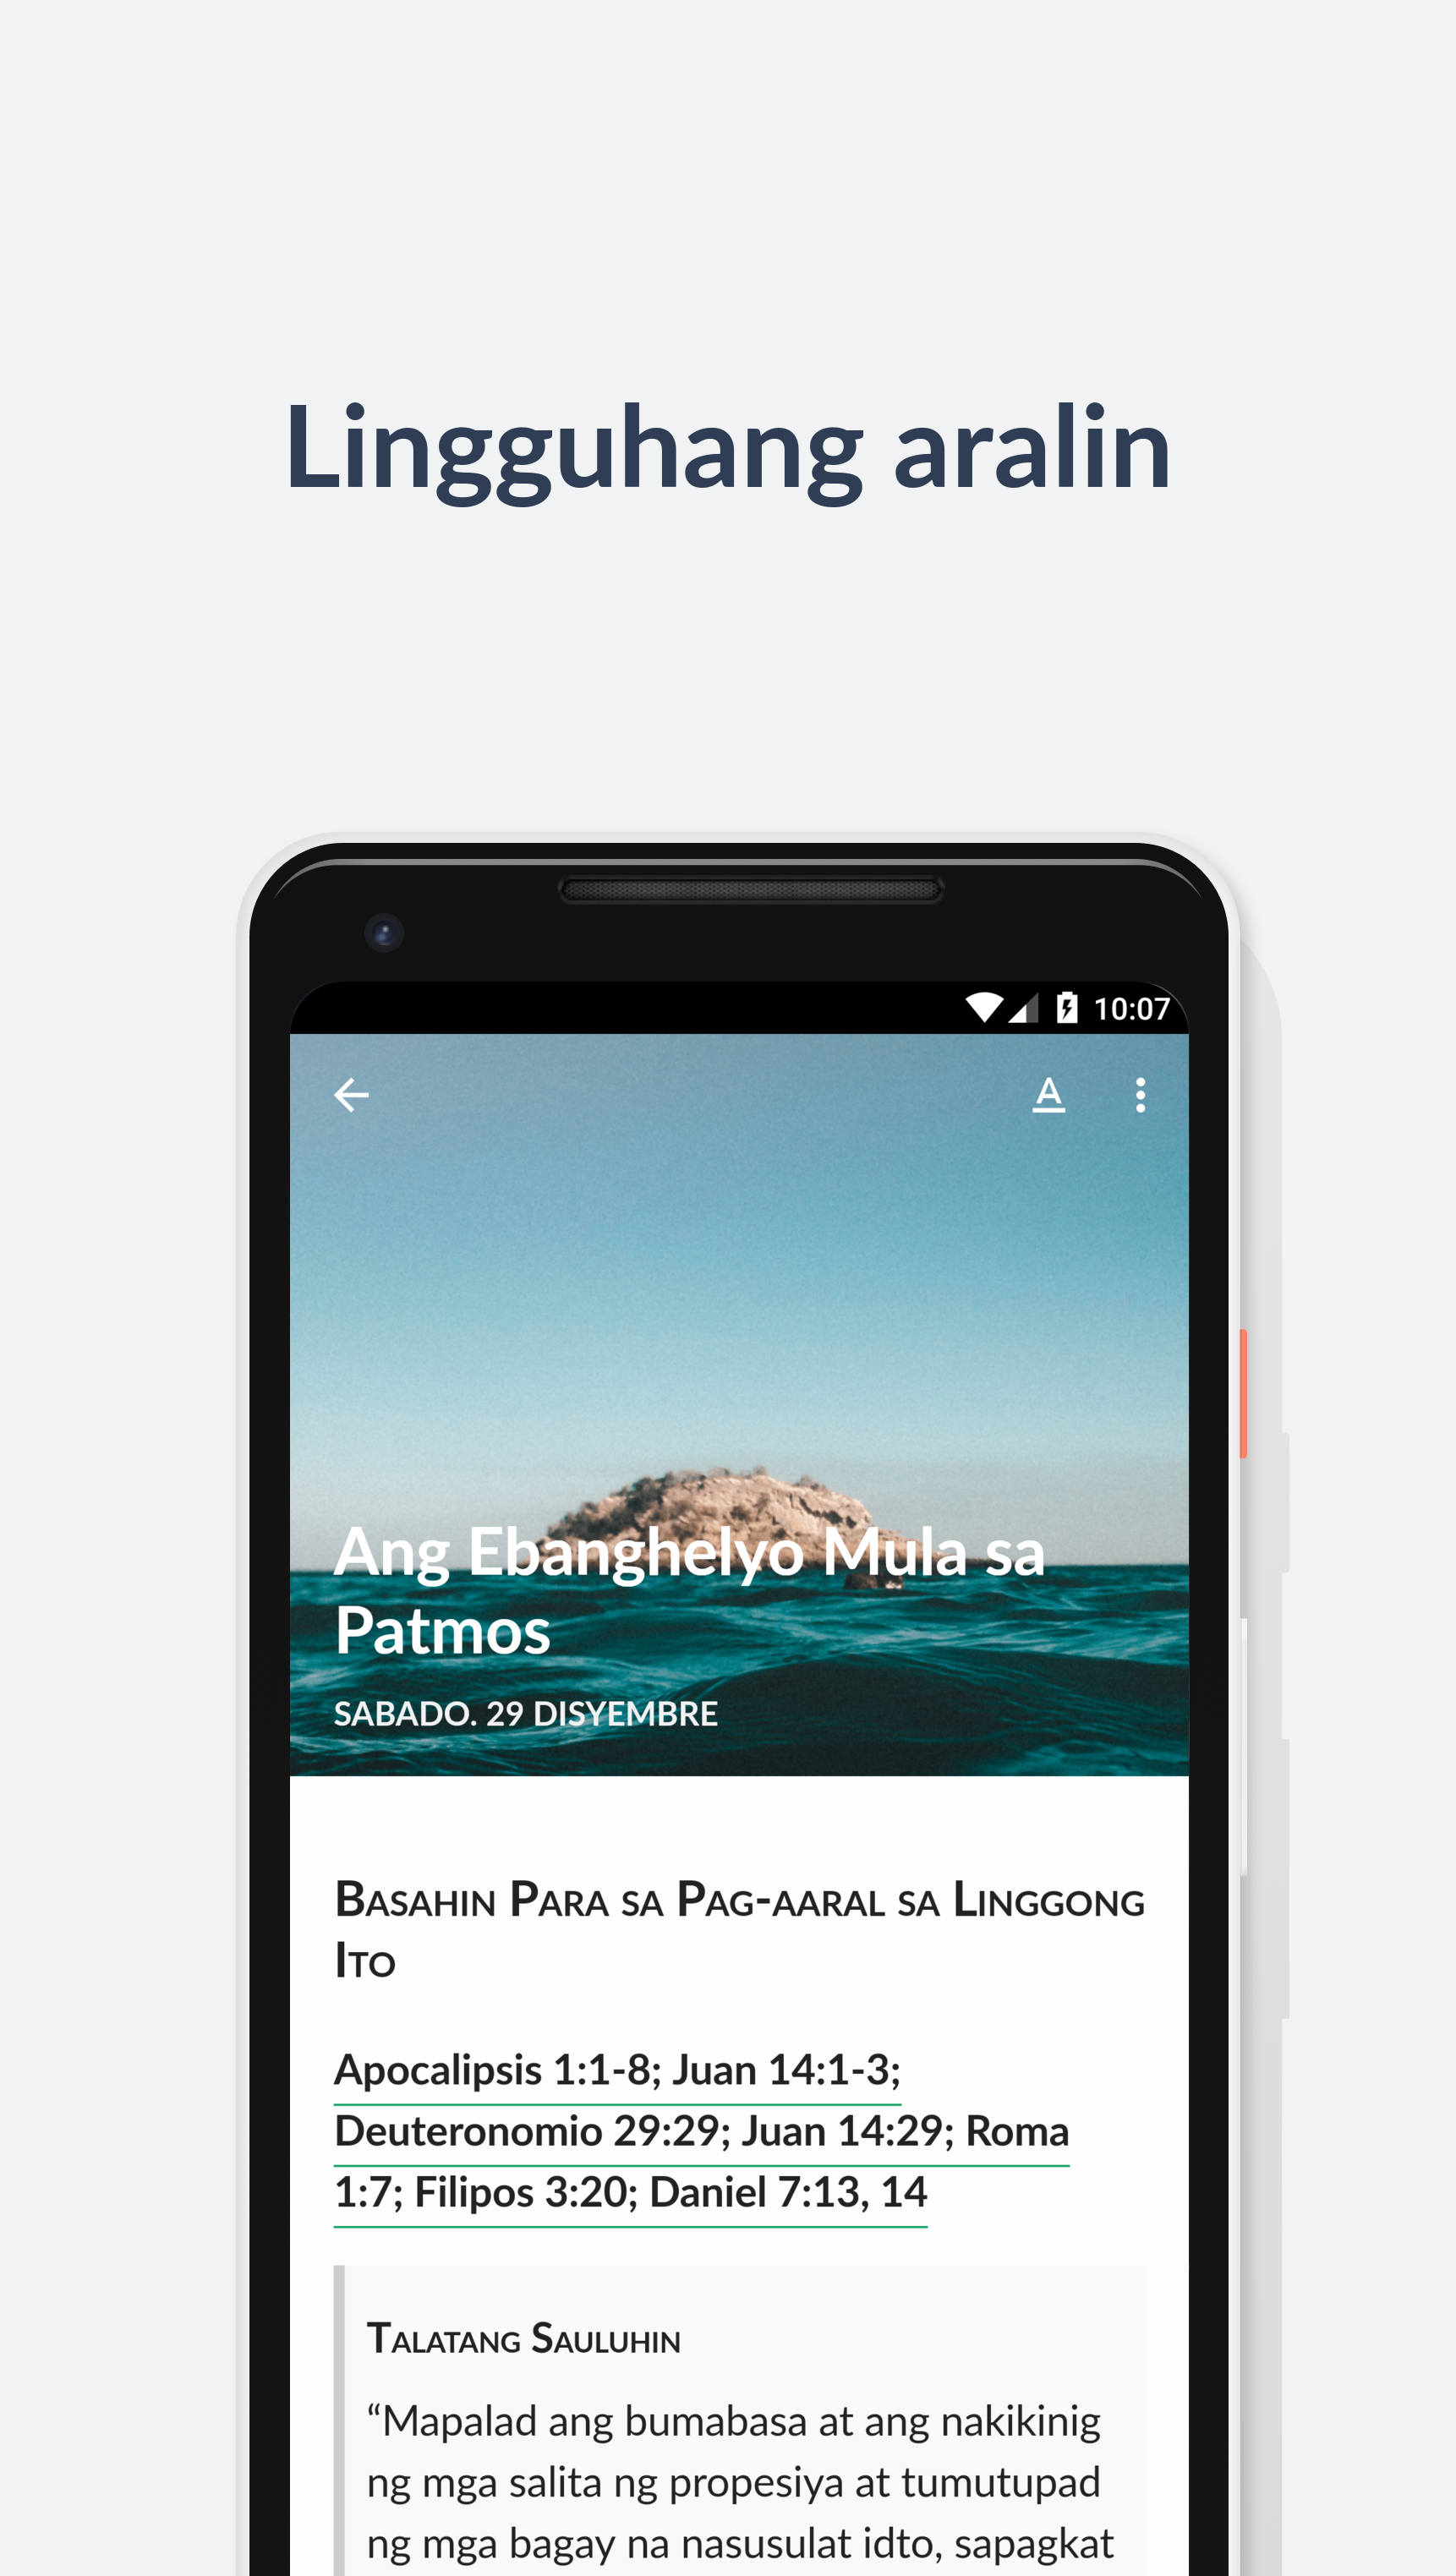 Lingguhang aralin
10:07
A
Ang Ebanghelyo Mula sa
Patmos
SABADO. 29 DISYEMBRE
Basahin Para sa Pag-aaral sa Linggong
Ito
Apocalipsis 1:1-8; Juan 14:1-3;
Deuteronomio 29:29; Juan 14:29; Roma
1:7; Filipos 3:20; Daniel 7:13, 14
Talatang Sauluhin
“Mapalad ang bumabasa at ang nakikinig
ng mga salita ng propesiya at tumutupad
ng mga bagay na nasusulat idto, sapagkat